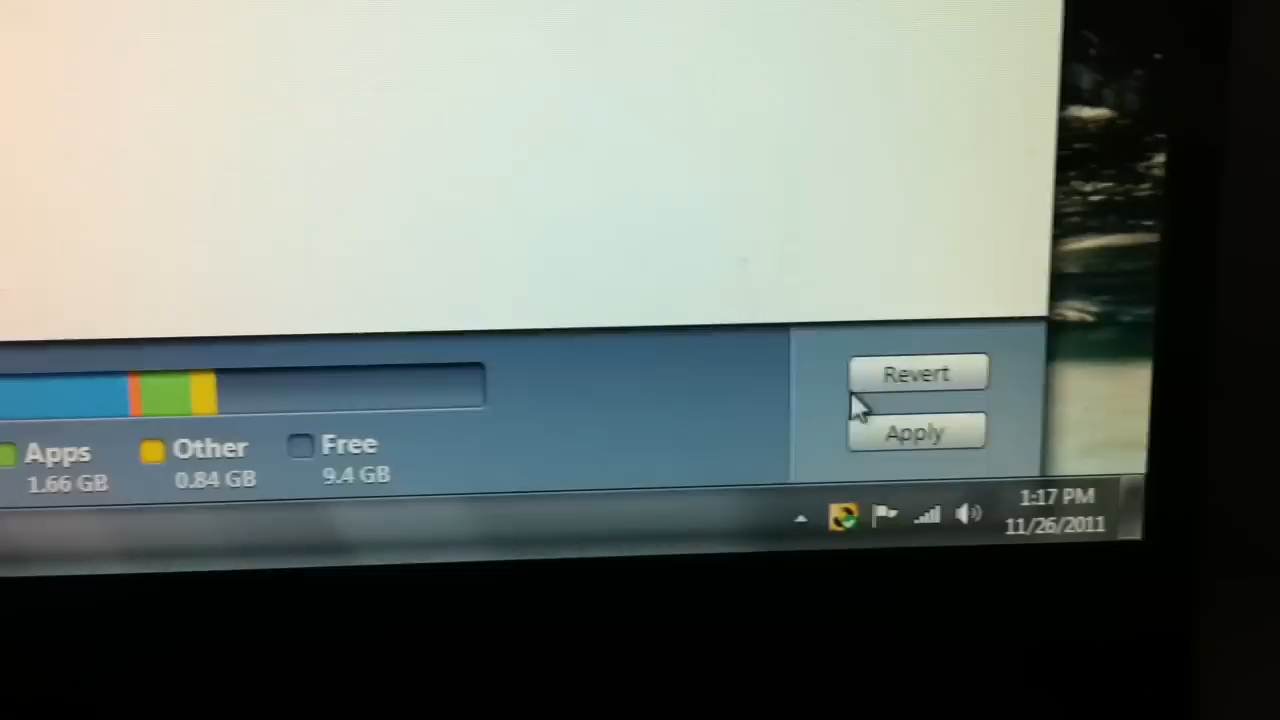 Revert
Apply
Apps
Other
Free
1.66 GB
0.84 GB
9.4 GB
1:17 PM
11/26/2011